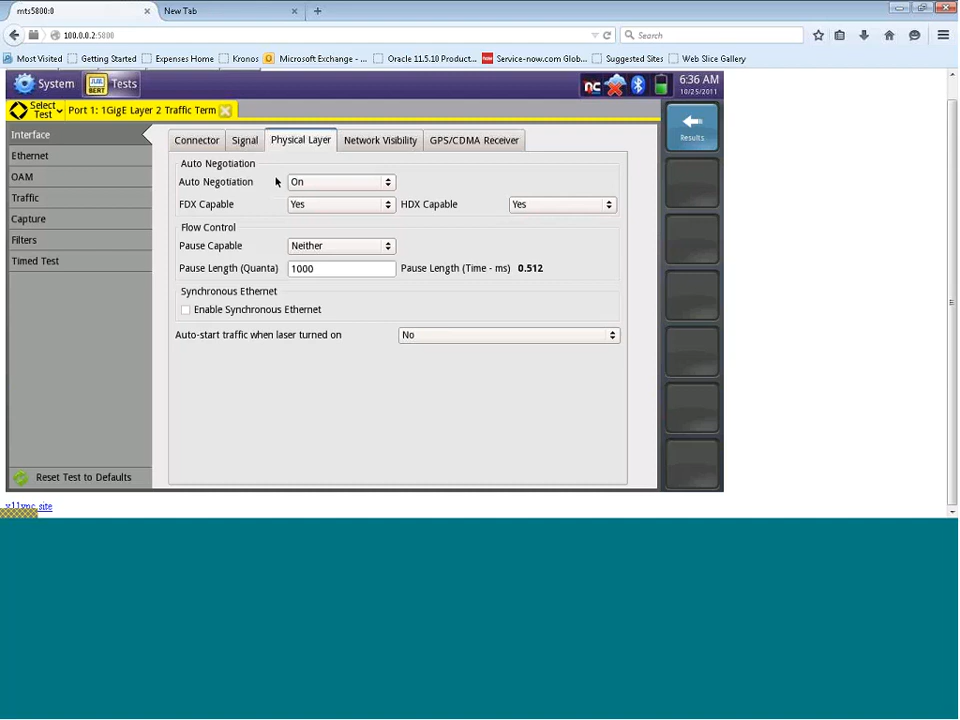 mts5800:0 New Tab
100.0.0.2:5800 Search
Most Visited Getting Started Expenses Home Kronos Microsoft Exchange - ... Oracle 11.5.10 Product... Service-now.com Glob... Suggested Sites Web Slice Gallery
System Tests nc 6:36 AM
10/25/2011
Select Test Port 1: 1GigE Layer 2 Traffic Term
Results
Interface
Ethernet
OAM
Traffic
Capture
Filters
Timed Test
Reset Test to Defaults
Connector Signal Physical Layer Network Visibility GPS/CDMA Receiver
Auto Negotiation
Auto Negotiation On
FDX Capable Yes HDX Capable Yes
Flow Control
Pause Capable Neither
Pause Length (Quanta) 1000 Pause Length (Time - ms) 0.512
Synchronous Ethernet
Enable Synchronous Ethernet
Auto-start traffic when laser turned on No
site